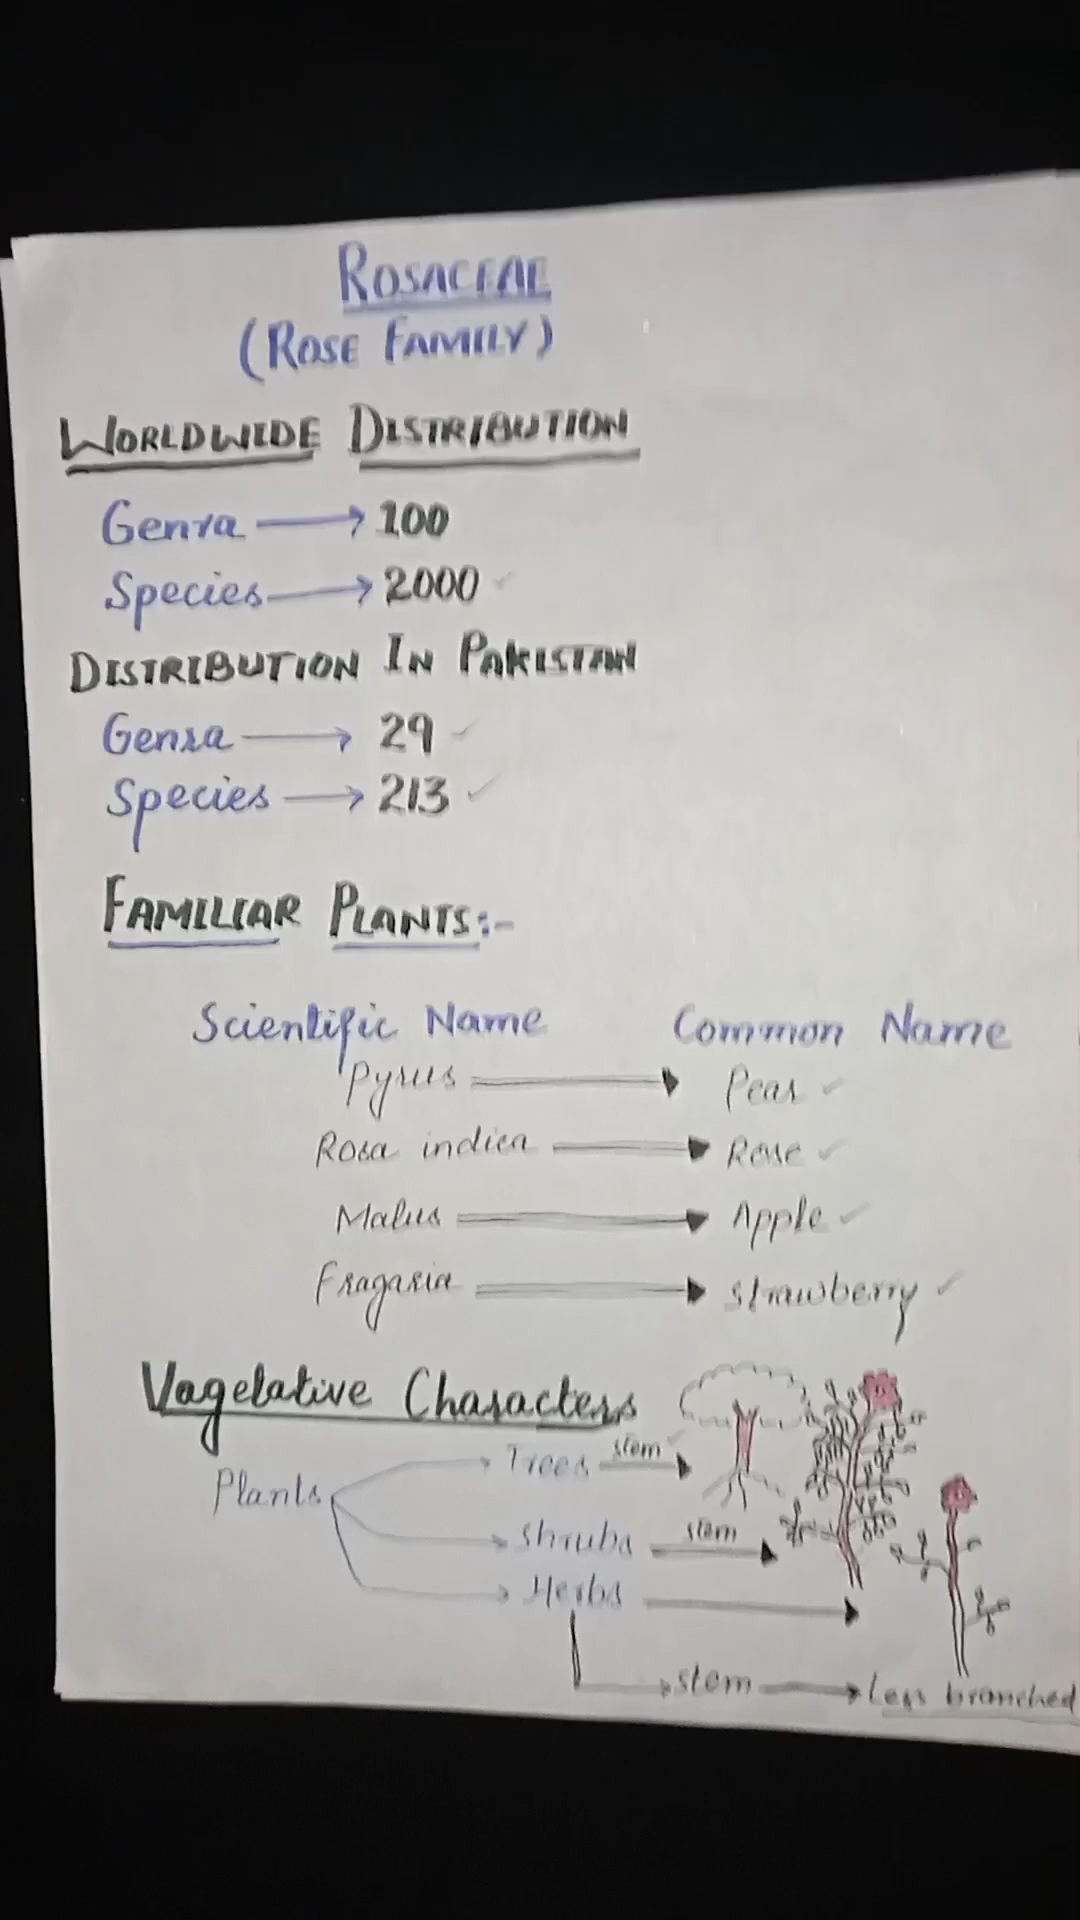 ROSACEAE
(ROSE FAMILY)
WORLDWIDE DISTRIBUTION
Genra → 100
Species → 2000
DISTRIBUTION IN PAKISTAN
Genra → 29
Species → 213
FAMILIAR PLANTS:-
Scientific Name Common Name
Pyrus → Pear
Rosa indica → Rose
Malus → Apple
Fragaria → strawberry
Vagelative Characters
Plants → Trees stem →
→ Shrubs stem →
→ Herbs →
→ stem → Less branched